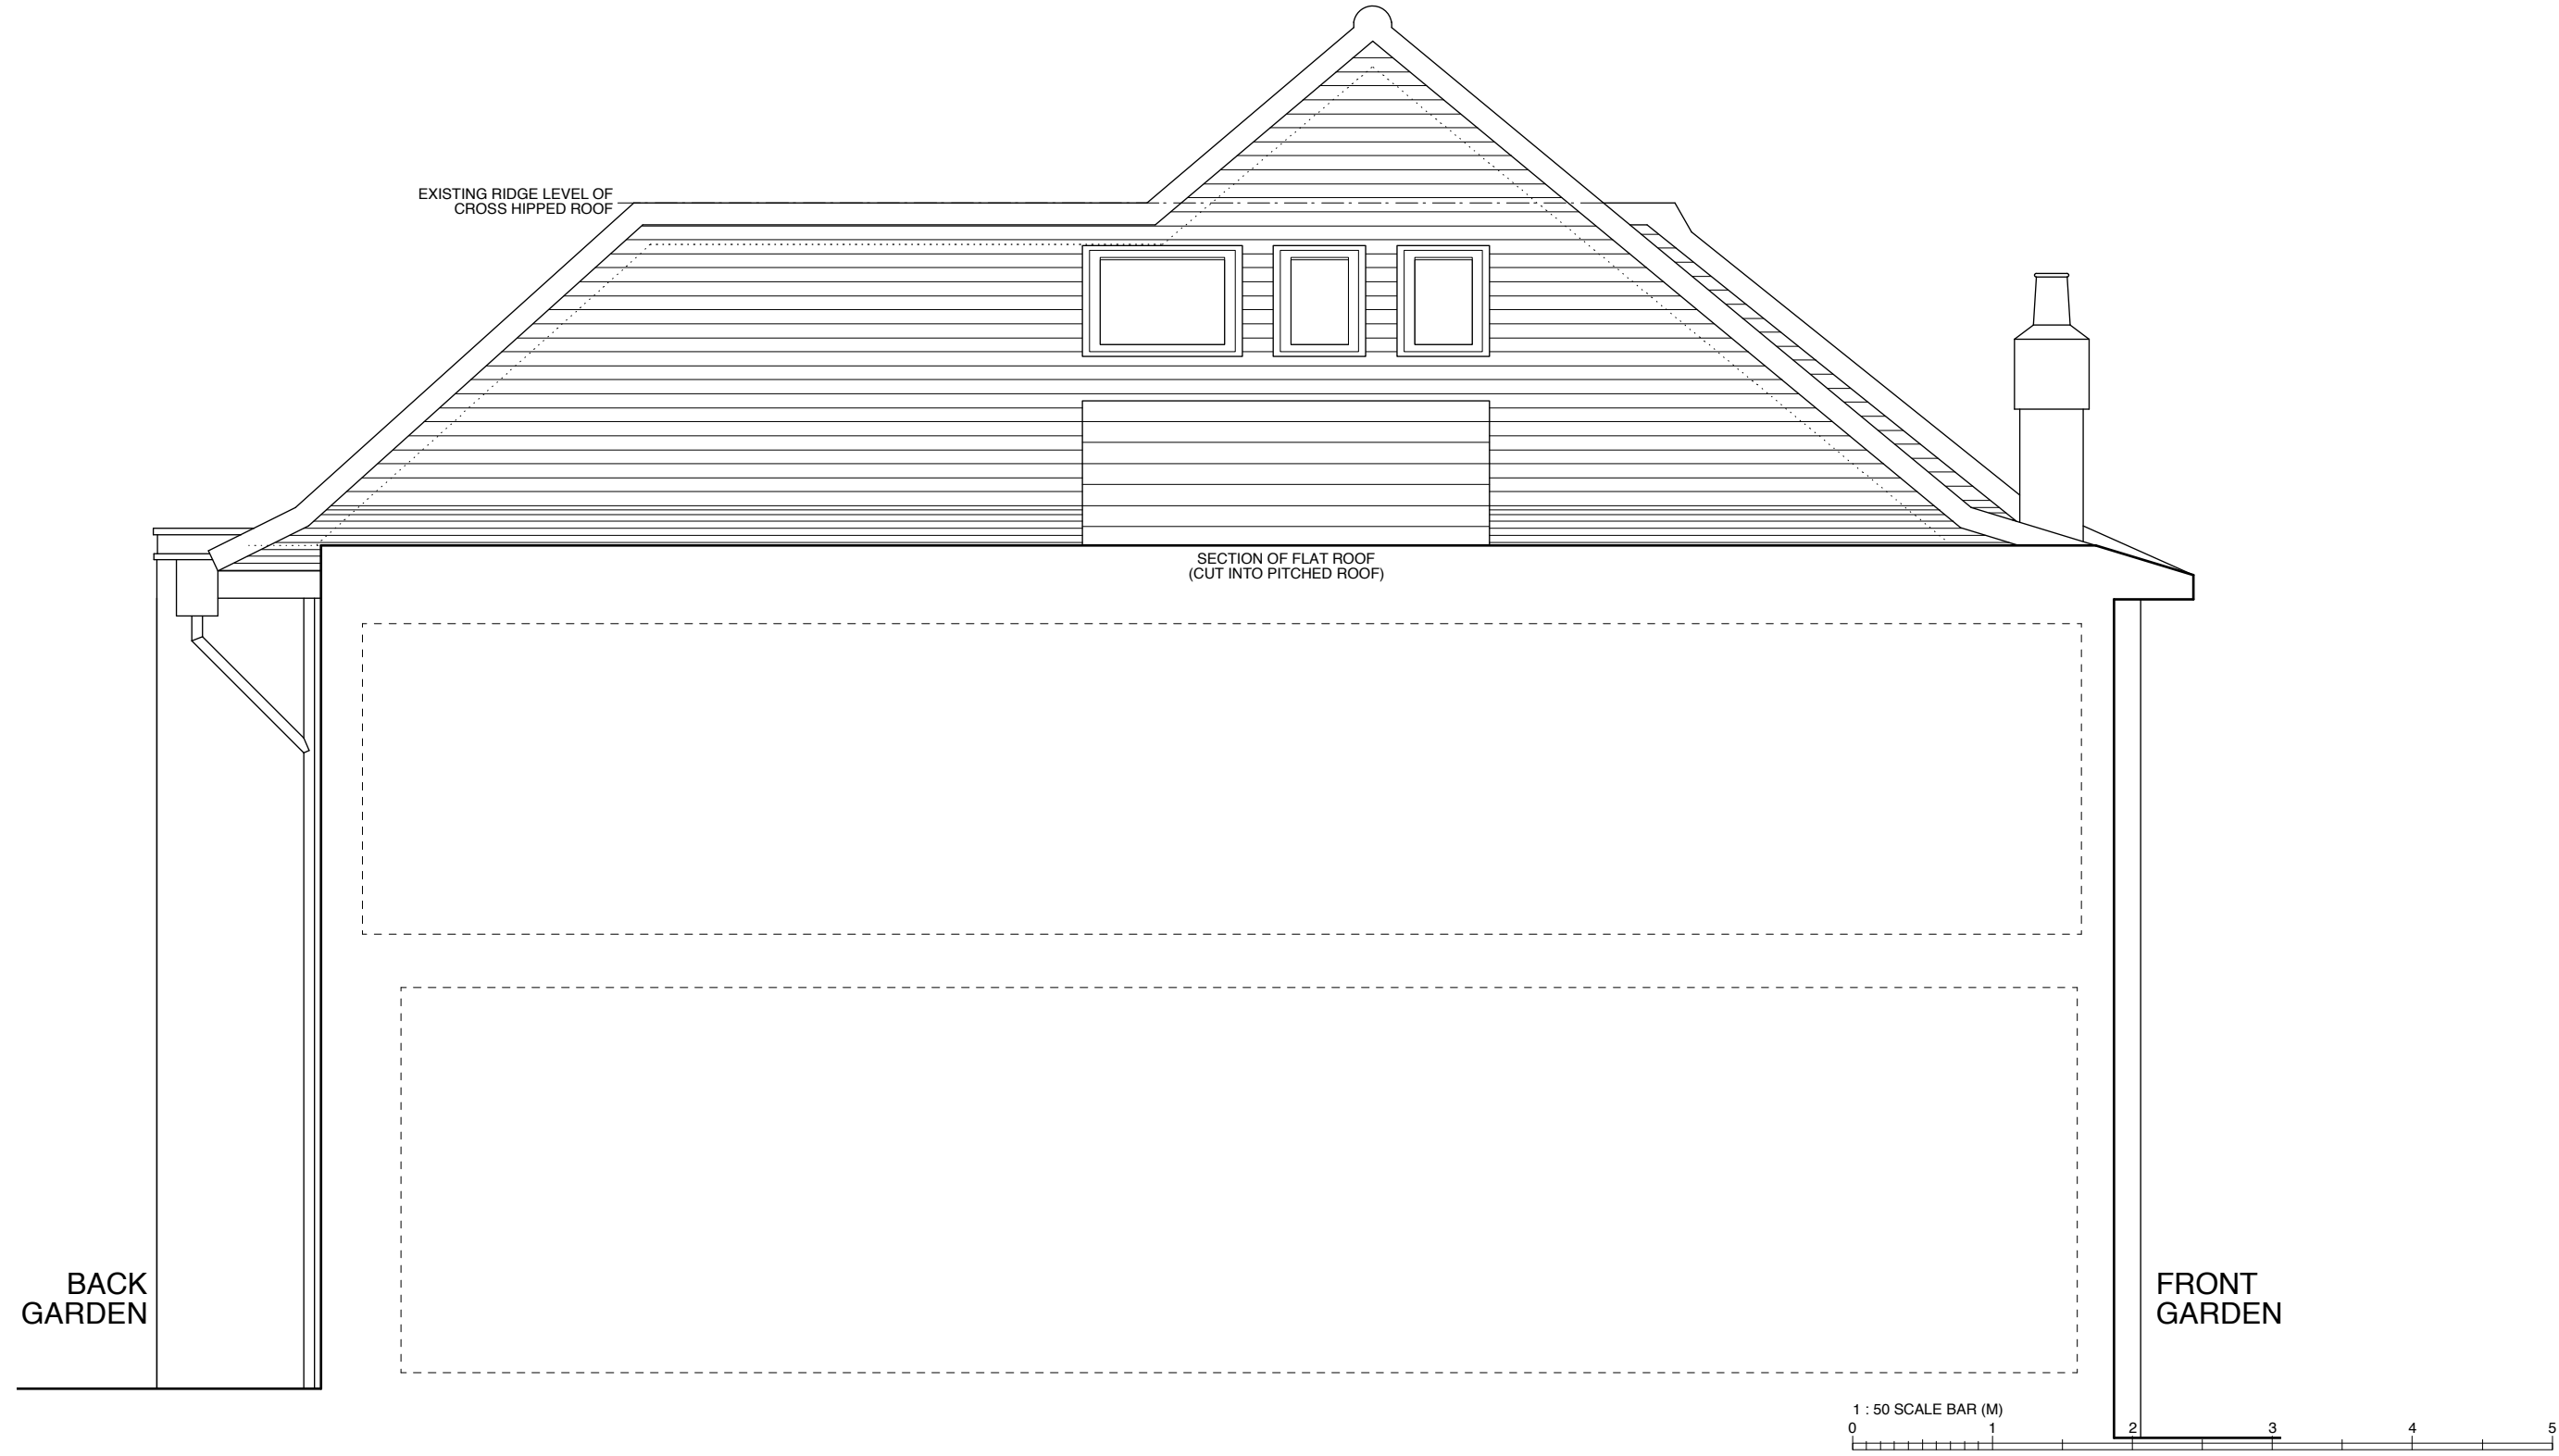 EXISTING RIDGE LEVEL OF
CROSS HIPPED ROOF
SECTION OF FLAT ROOF
(CUT INTO PITCHED ROOF)
BACK
GARDEN
FRONT
GARDEN
1 : 50 SCALE BAR (M)
0 1 2 3 4 5